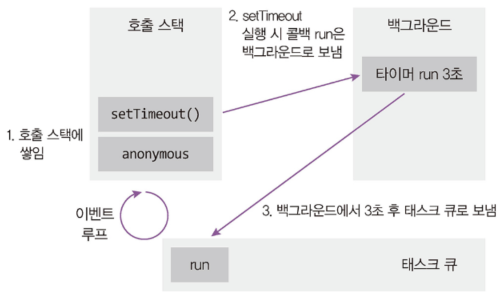 호출 스택
2. setTimeout
실행 시 콜백 run은
백그라운드로 보냄
백그라운드
타이머 run 3초
setTimeout()
1. 호출 스택에
쌓임
anonymous
이벤트
루프
3. 백그라운드에서 3초 후 태스크 큐로 보냄
run
태스크 큐